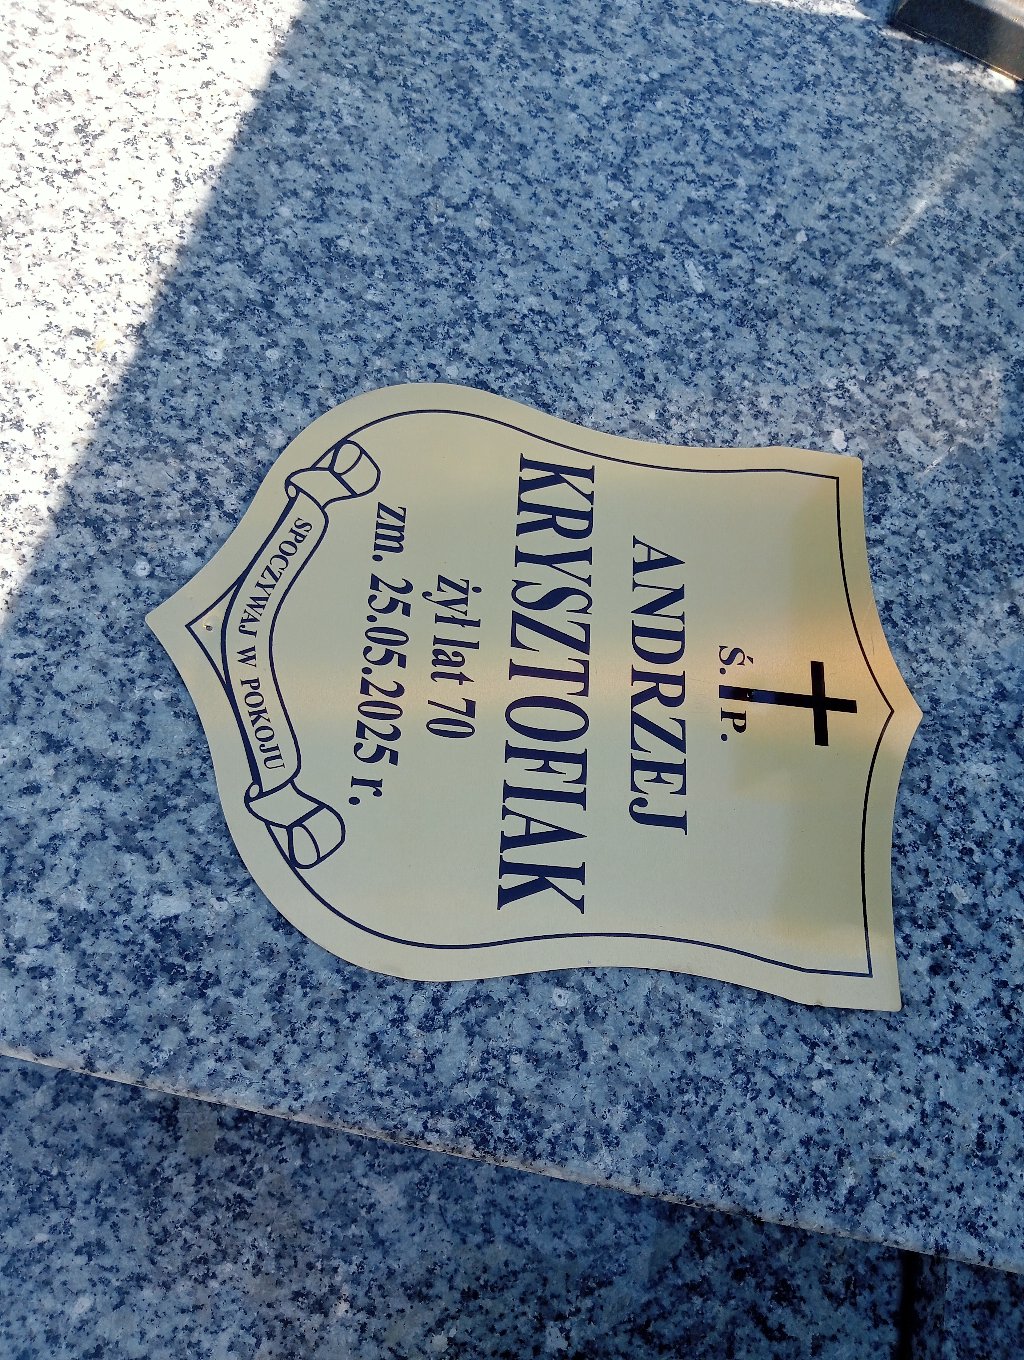 Ś. P.
ANDRZEJ
KRYSZTOFIAK
żył lat 70
zm. 25.05.2025 r.
SPOCZYWAJ W POKOJU